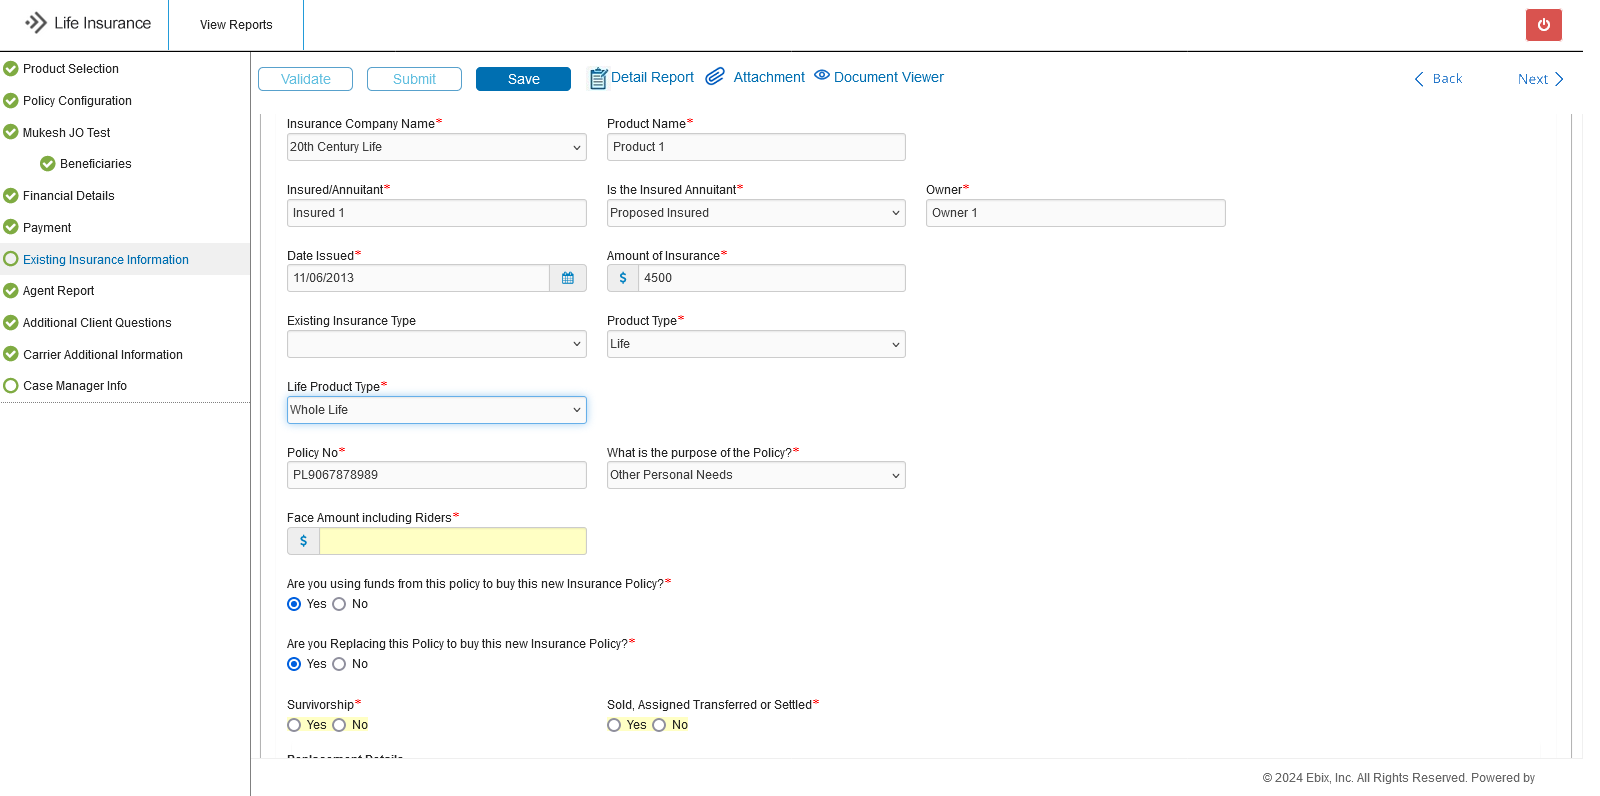 Life Insurance
View Reports
Product Selection
Policy Configuration
Mukesh JO Test
Beneficiaries
Financial Details
Payment
Existing Insurance Information
Agent Report
Additional Client Questions
Carrier Additional Information
Case Manager Info
Validate Submit Save Detail Report Attachment Document Viewer Back Next
Insurance Company Name* Product Name*
20th Century Life Product 1
Insured/Annuitant* Is the Insured Annuitant* Owner*
Insured 1 Proposed Insured Owner 1
Date Issued* Amount of Insurance*
11/06/2013 $ 4500
Existing Insurance Type Product Type*
Life
Life Product Type*
Whole Life
Policy No* What is the purpose of the Policy?*
PL9067878989 Other Personal Needs
Face Amount including Riders*
$
Are you using funds from this policy to buy this new Insurance Policy?*
Yes No
Are you Replacing this Policy to buy this new Insurance Policy?*
Yes No
Survivorship* Sold, Assigned Transferred or Settled*
Yes No Yes No
Replacement Details
© 2024 Ebix, Inc. All Rights Reserved. Powered by